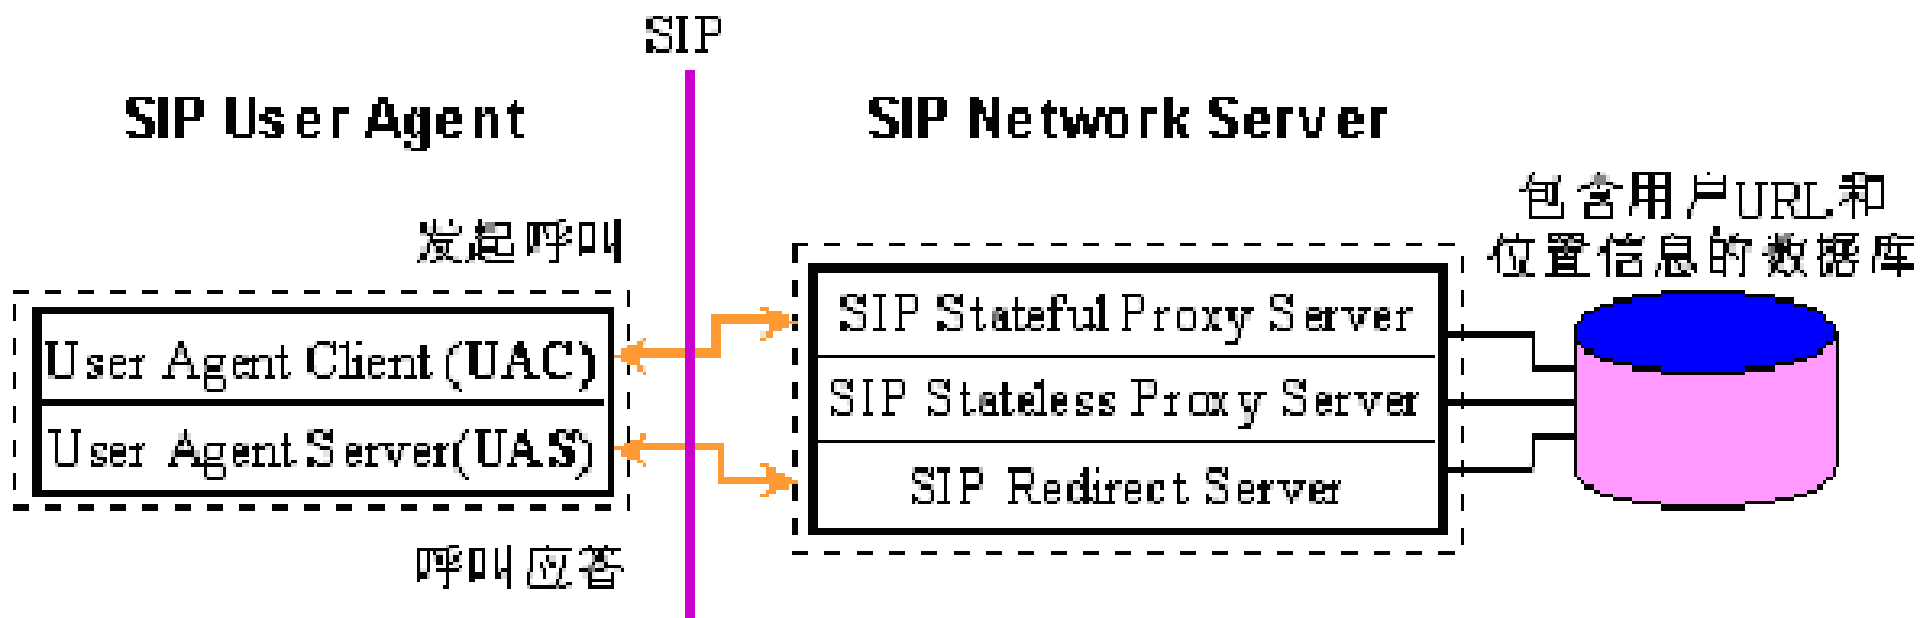 SIP
SIP User Agent
SIP Network Server
包含用户URL和
位置信息的数据库
发起呼叫
User Agent Client (UAC)
User Agent Server(UAS)
呼叫应答
SIP Stateful Proxy Server
SIP Stateless Proxy Server
SIP Redirect Server